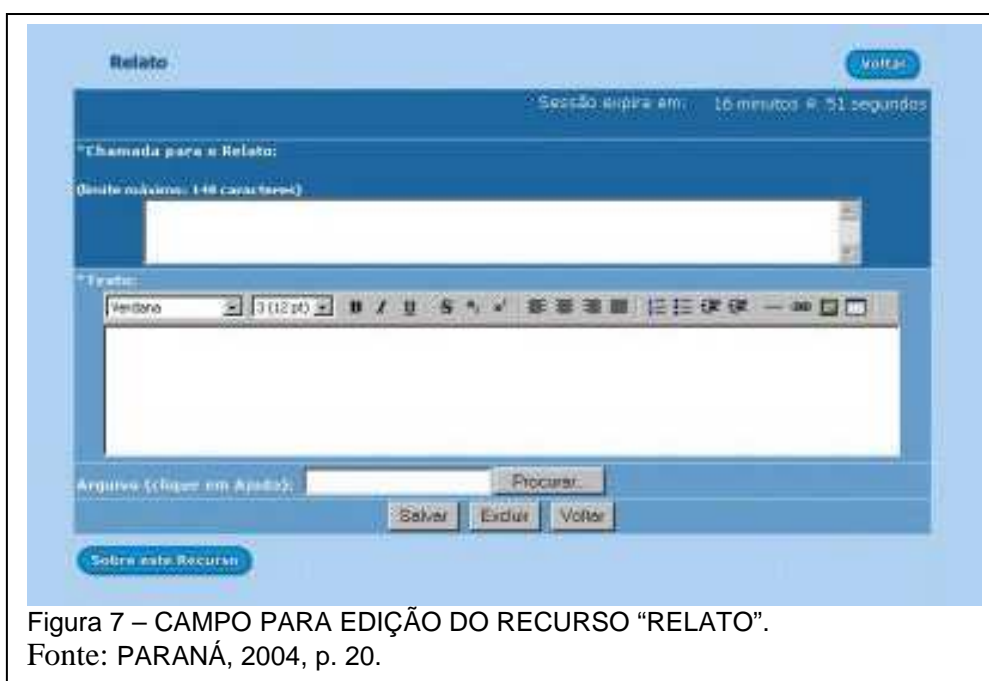 Relato
Voltar
Sessão expira em: 16 minutos e 51 segundos
*Chamada para o Relato:
(limite máximo: 140 caracteres)
*Texto:
Verdana 3 (12 pt) B I U S
Arquivo (clique em Ajuda): Procurar...
Salvar Excluir Voltar
Sobre este Recurso
Figura 7 – CAMPO PARA EDIÇÃO DO RECURSO “RELATO”.
Fonte: PARANÁ, 2004, p. 20.